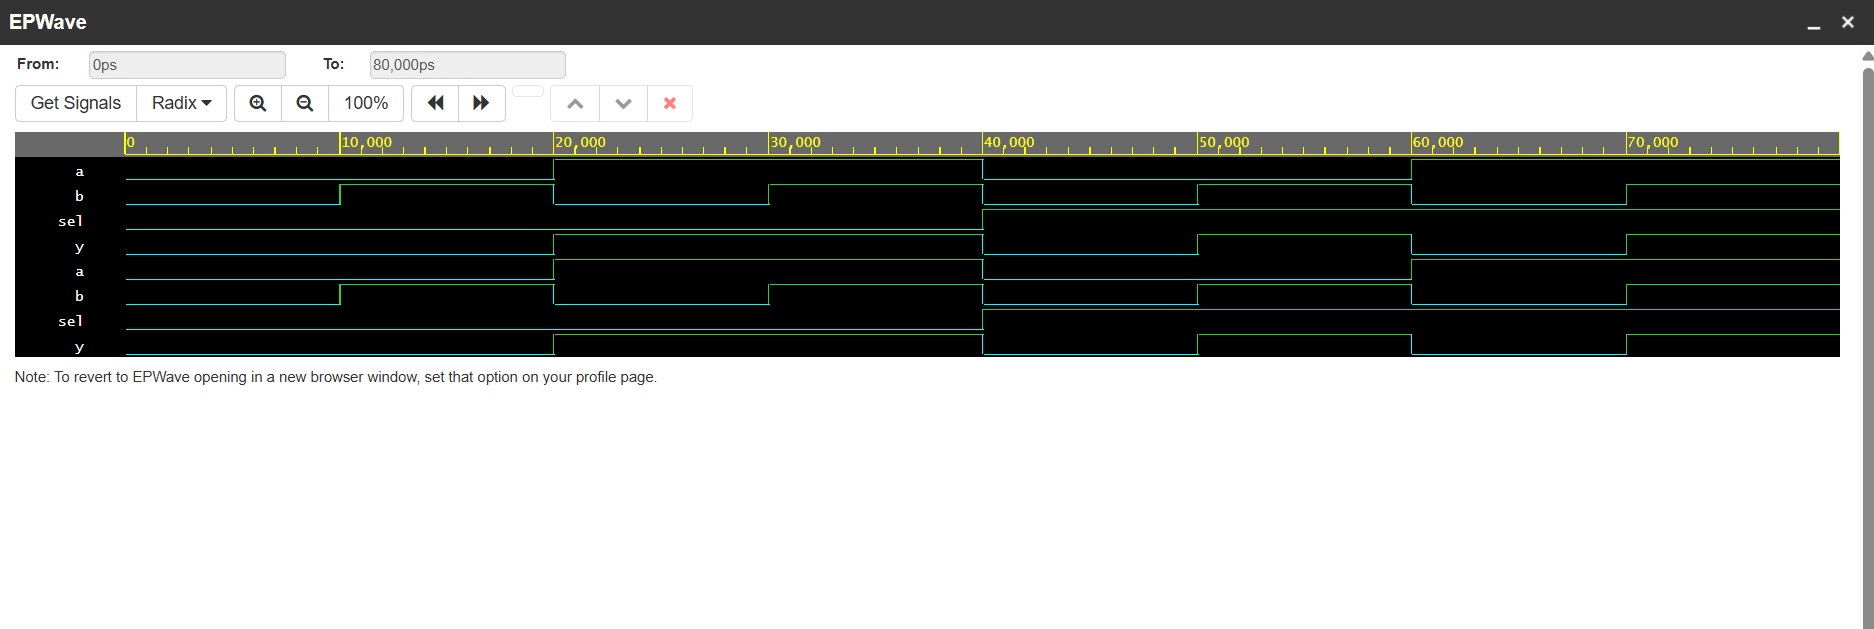 EPWave
From: 0ps To: 80,000ps
Get Signals Radix 100%
0 10,000 20,000 30,000 40,000 50,000 60,000 70,000
a
b
sel
y
a
b
sel
y
Note: To revert to EPWave opening in a new browser window, set that option on your profile page.